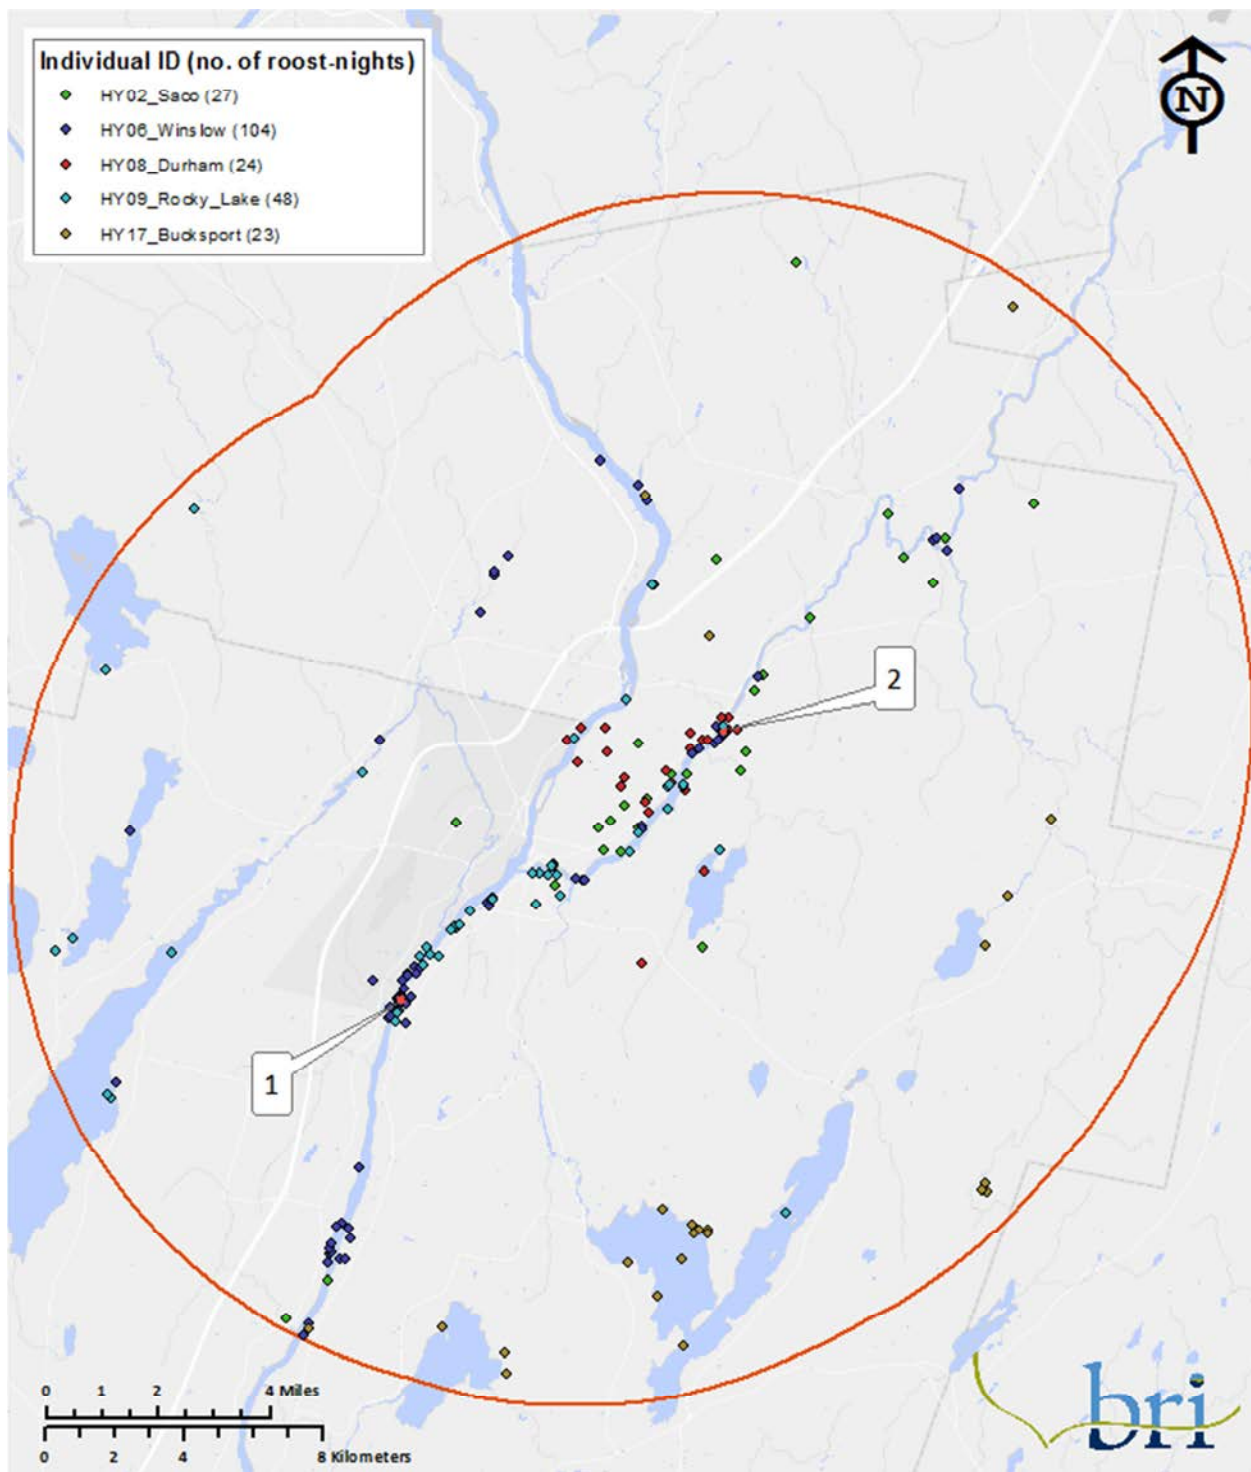 Individual ID (no. of roost-nights)
HY02_Saco (27)
HY06_Winslow (104)
HY08_Durham (24)
HY09_Rocky_Lake (48)
HY17_Bucksport (23)
N
2
1
0 1 2 4 Miles
0 2 4 8 Kilometers
bri